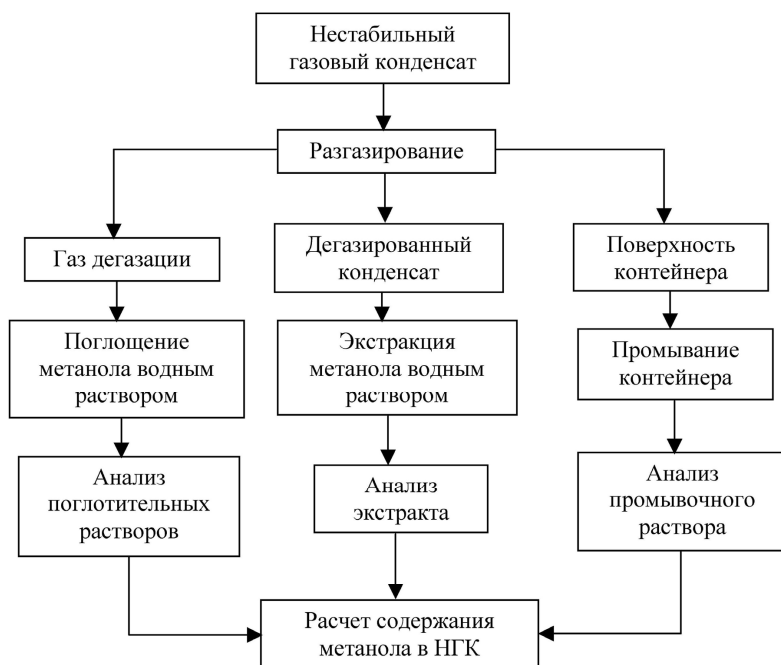 Нестабильный
газовый конденсат
Разгазирование
Газ дегазации
Дегазированный
конденсат
Поверхность
контейнера
Поглощение
метанола водным
раствором
Экстракция
метанола водным
раствором
Промывание
контейнера
Анализ
поглотительных
растворов
Анализ
экстракта
Анализ
промывочного
раствора
Расчет содержания
метанола в НГК